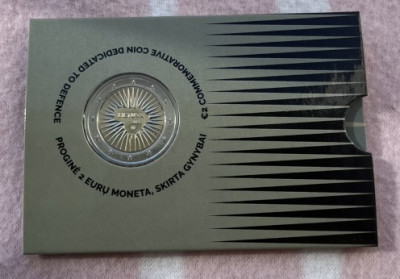 €2 COMMEMORATIVE COIN DEDICATED TO DEFENCE
PROGINĖ 2 EURŲ MONETA, SKIRTA GYNYBAI